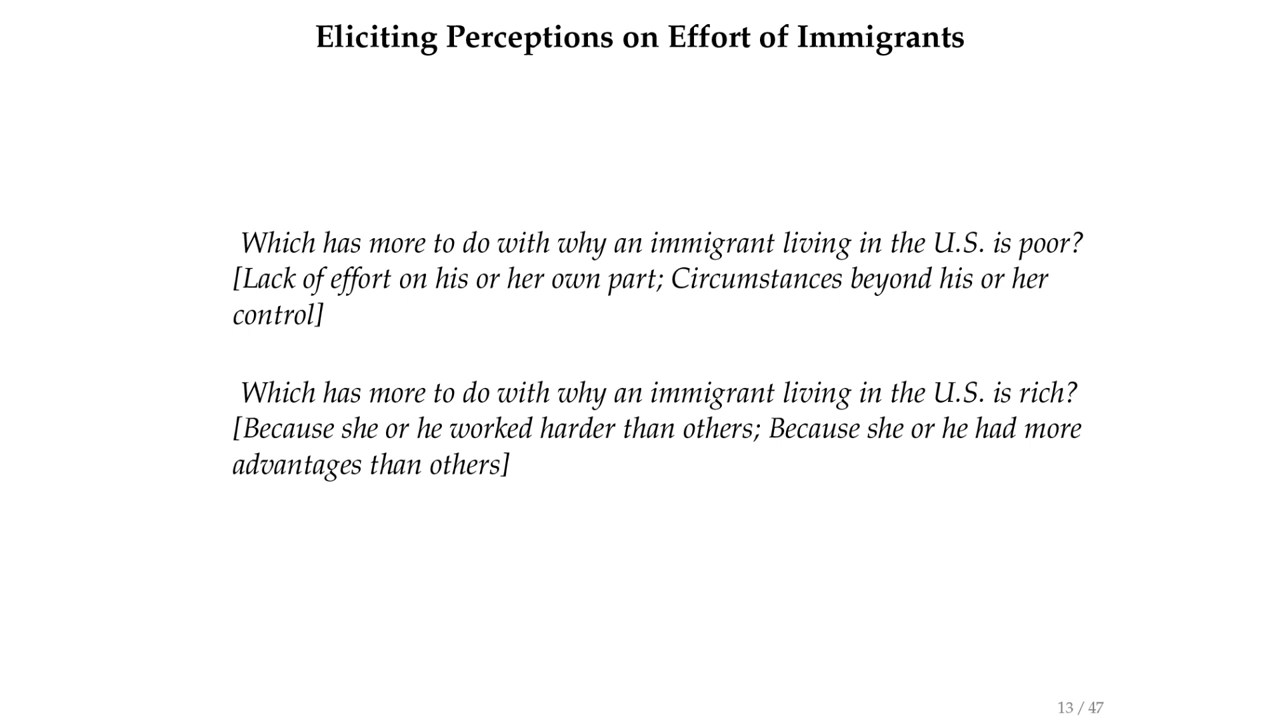 Eliciting Perceptions on Effort of Immigrants
Which has more to do with why an immigrant living in the U.S. is poor?
[Lack of effort on his or her own part; Circumstances beyond his or her
control]
Which has more to do with why an immigrant living in the U.S. is rich?
[Because she or he worked harder than others; Because she or he had more
advantages than others]
13 / 47